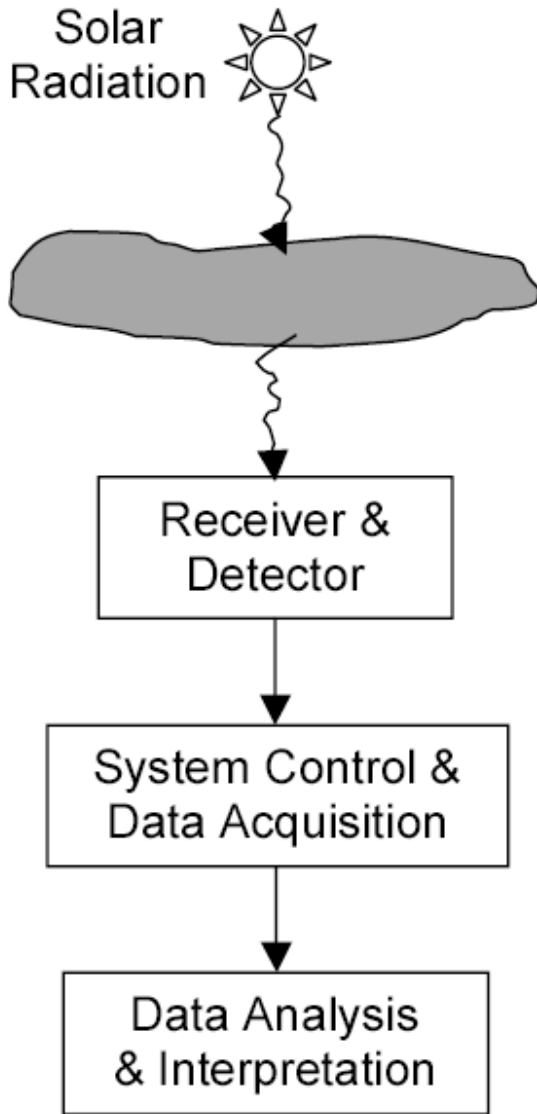 Solar
Radiation
Receiver &
Detector
System Control &
Data Acquisition
Data Analysis
& Interpretation